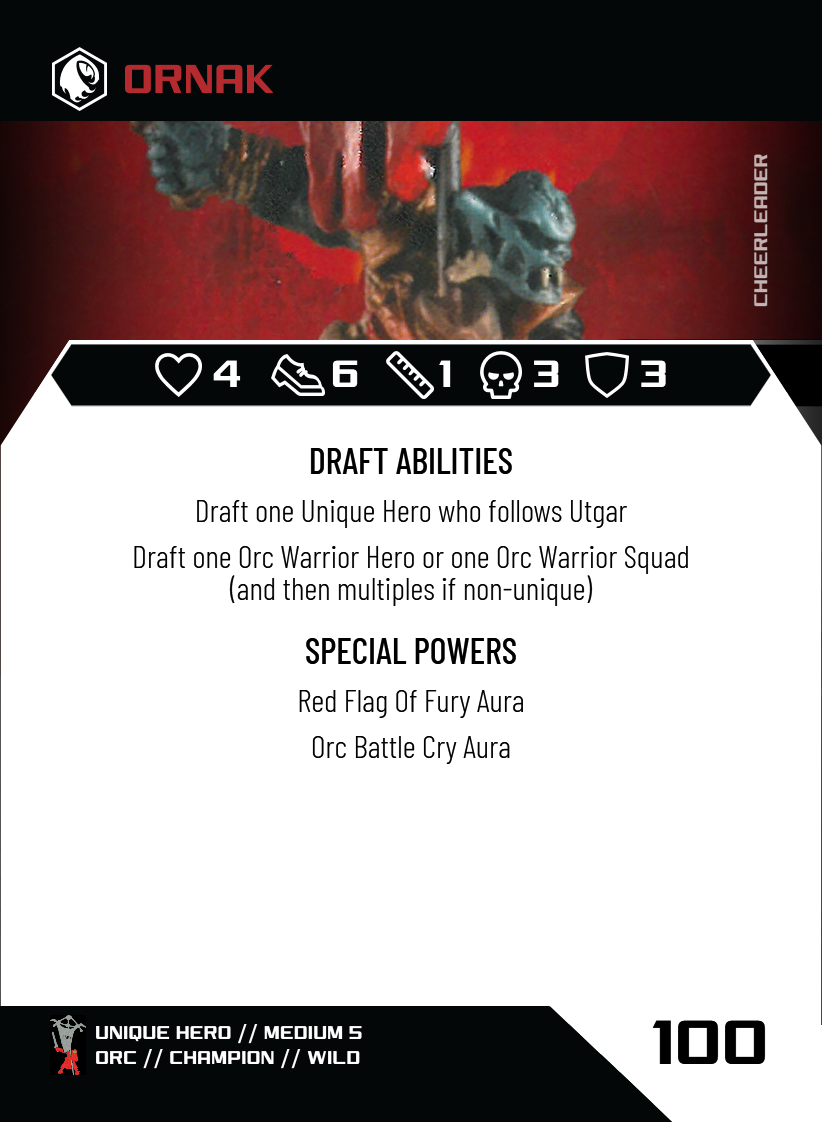 ORNAK
CHEERLEADER
4 6 1 3 3
DRAFT ABILITIES
Draft one Unique Hero who follows Utgar
Draft one Orc Warrior Hero or one Orc Warrior Squad
(and then multiples if non-unique)
SPECIAL POWERS
Red Flag Of Fury Aura
Orc Battle Cry Aura
UNIQUE HERO // MEDIUM 5
ORC // CHAMPION // WILD
100